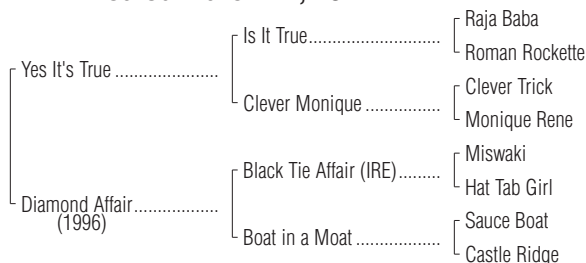 Raja Baba
Is It True
Roman Rockette
Yes It's True
Clever Trick
Clever Monique
Monique Rene
Miswaki
Black Tie Affair (IRE)
Hat Tab Girl
Diamond Affair
(1996)
Sauce Boat
Boat in a Moat
Castle Ridge